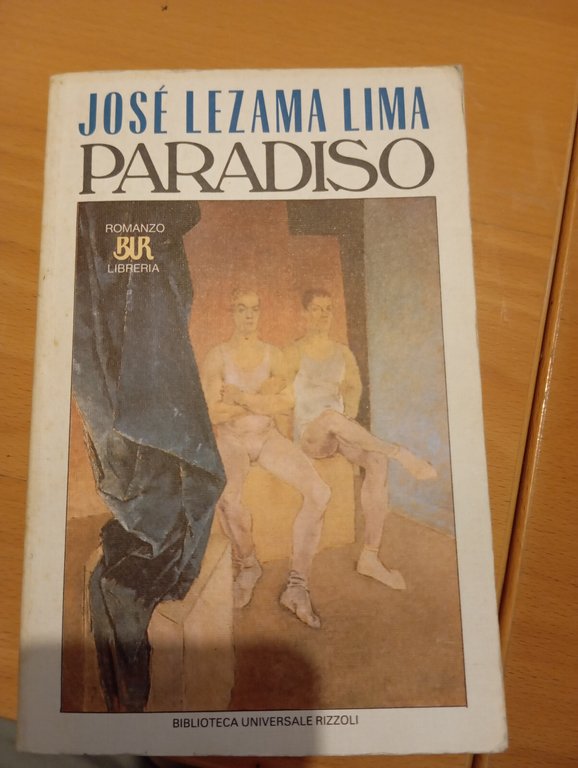 JOSÉ LEZAMA LIMA
PARADISO
ROMANZO
BUR
LIBRERIA
BIBLIOTECA UNIVERSALE RIZZOLI